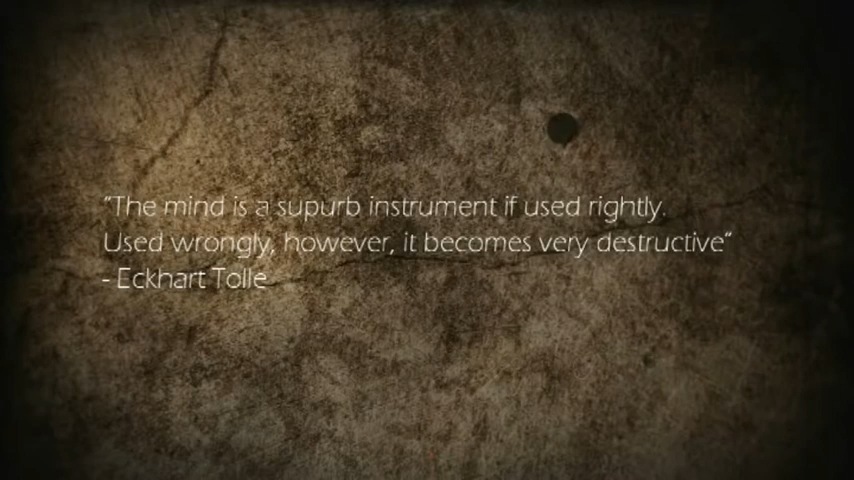 “The mind is a supurb instrument if used rightly.
Used wrongly, however, it becomes very destructive“
- Eckhart Tolle